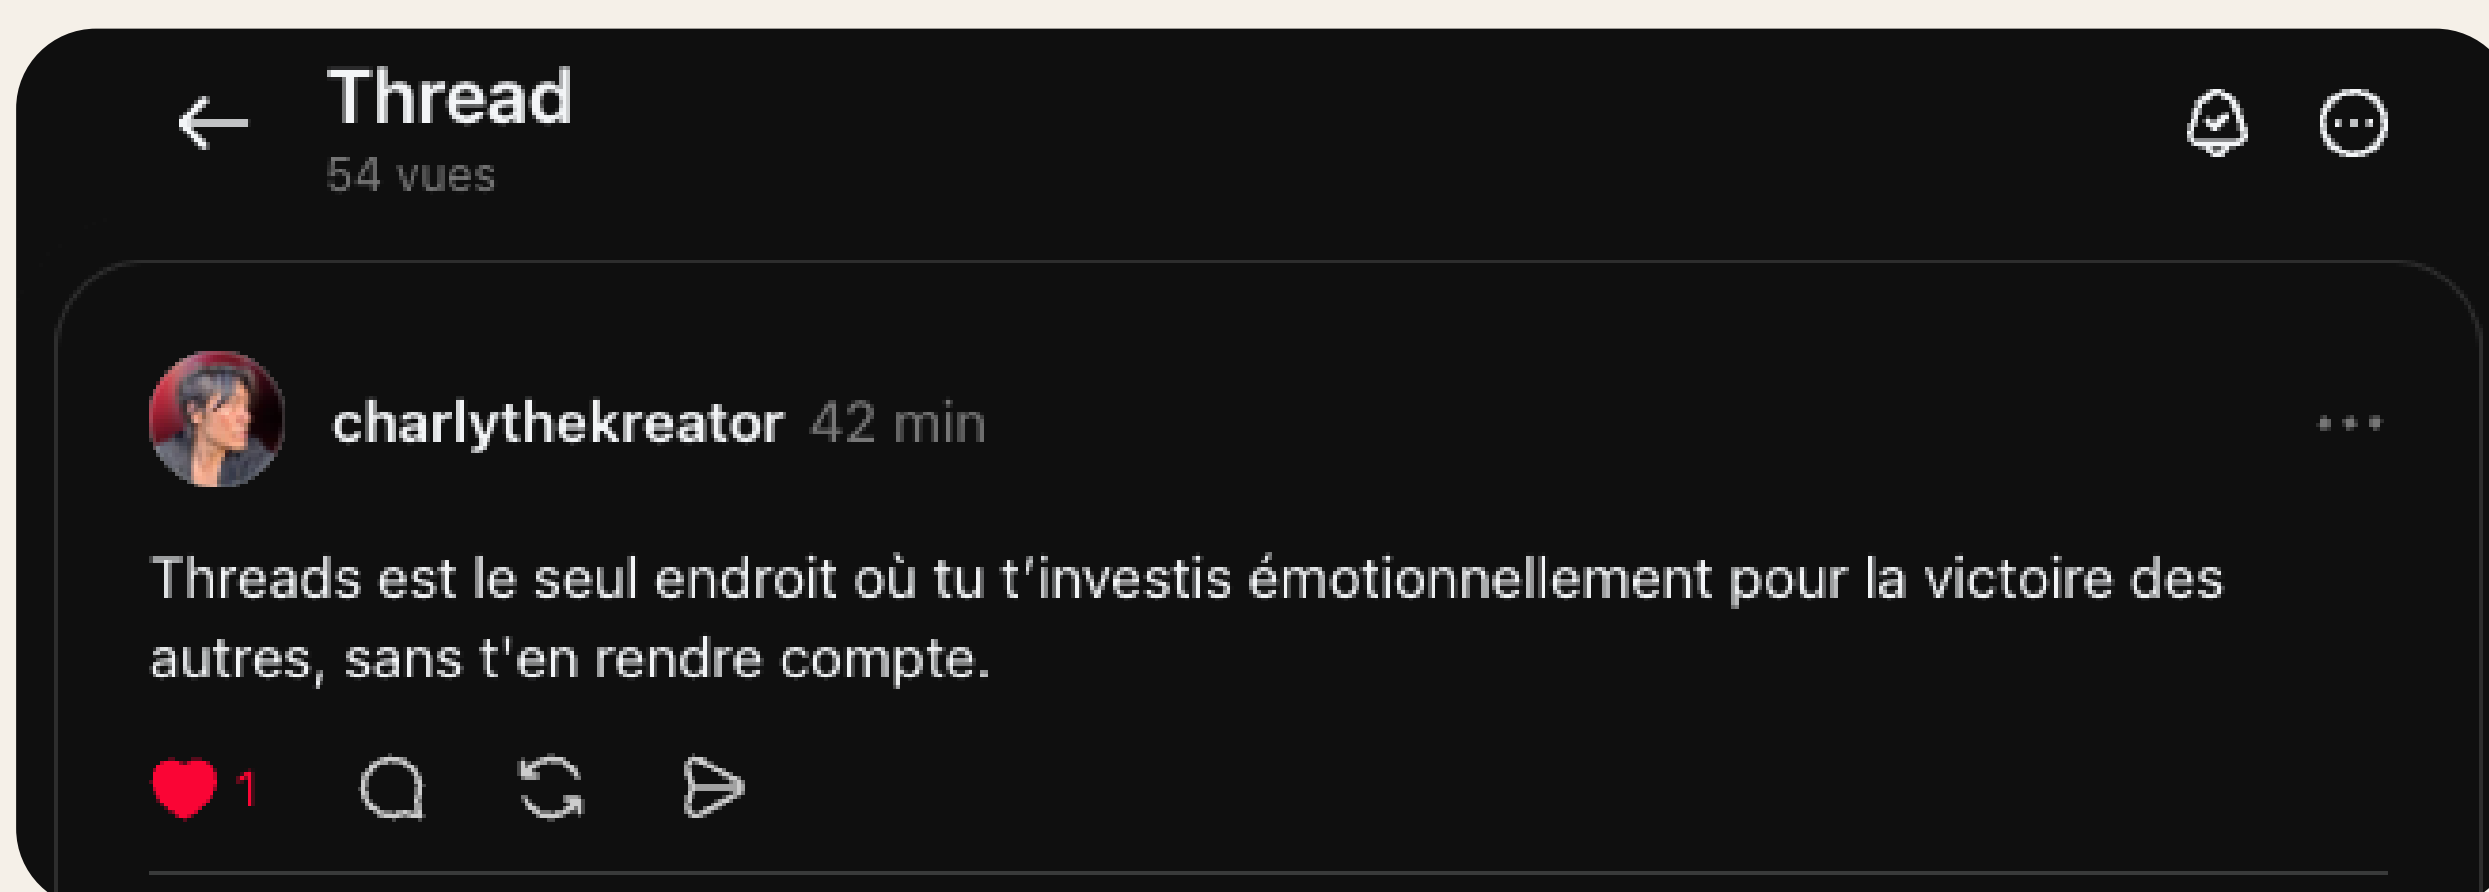 Thread
54 vues
charlythekreator 42 min
Threads est le seul endroit où tu t’investis émotionnellement pour la victoire des
autres, sans t'en rendre compte.
1